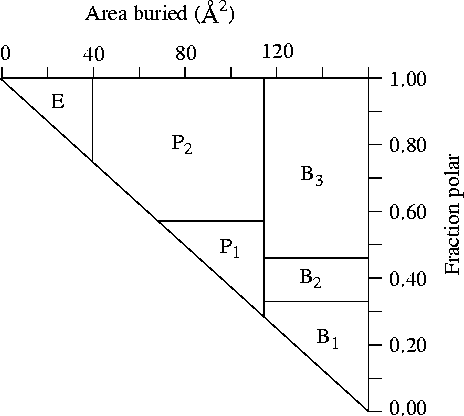 Area buried (Å²)
0 40 80 120
1.00
E
0.80
P₂
B₃
0.60
P₁
B₂
0.40
B₁
0.20
0.00
Fraction polar